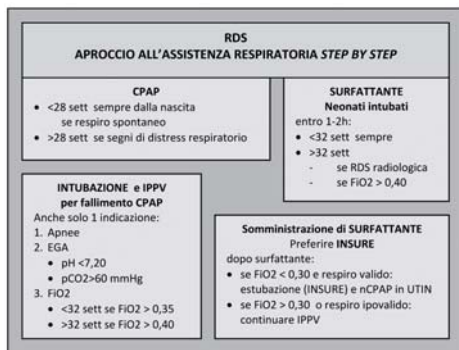 RDS
APROCCIO ALL'ASSISTENZA RESPIRATORIA STEP BY STEP
CPAP
• <28 sett sempre dalla nascita
se respiro spontaneo
• >28 sett se segni di distress respiratorio
SURFATTANTE
Neonati intubati
entro 1-2h:
• <32 sett sempre
• >32 sett
- se RDS radiologica
- se FiO2 > 0,40
INTUBAZIONE e IPPV
per fallimento CPAP
Anche solo 1 indicazione:
1. Apnee
2. EGA
• pH <7,20
• pCO2>60 mmHg
3. FiO2
• <32 sett se FiO2 > 0,35
• >32 sett se FiO2 > 0,40
Somministrazione di SURFATTANTE
Preferire INSURE
dopo surfattante:
• se FiO2 < 0,30 e respiro valido:
estubazione (INSURE) e nCPAP in UTIN
• se FiO2 > 0,30 o respiro ipovalido:
continuare IPPV